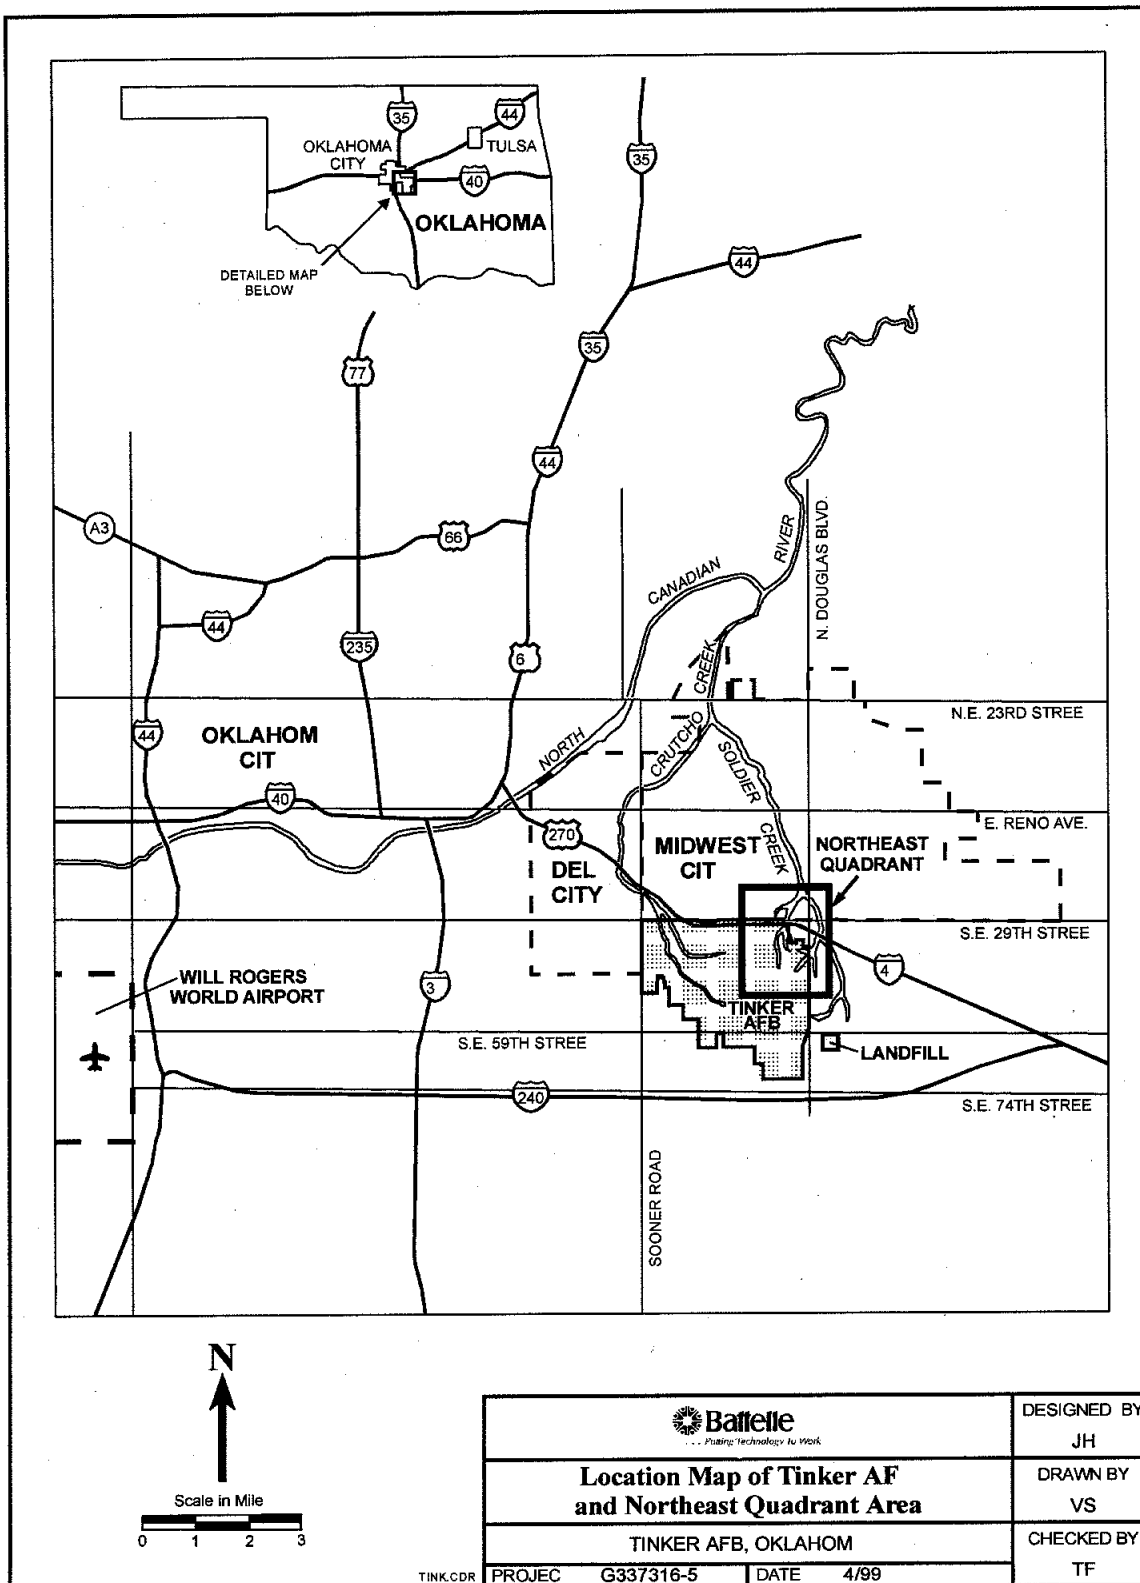 35
44
OKLAHOMA
CITY
TULSA
40
OKLAHOMA
DETAILED MAP
BELOW
35
44
35
77
44
A3
66
RIVER
N. DOUGLAS BLVD.
CANADIAN
44
235
6
CREEK
N.E. 23RD STREE
44
OKLAHOM
CIT
NORTH
CRUTCHO
SOLDIER
CREEK
40
E. RENO AVE.
270
MIDWEST
CIT
NORTHEAST
QUADRANT
DEL
CITY
S.E. 29TH STREE
WILL ROGERS
WORLD AIRPORT
3
4
TINKER
AFB
S.E. 59TH STREE
LANDFILL
240
S.E. 74TH STREE
SOONER ROAD
N
Scale in Mile
0 1 2 3
Battelle
. . . Putting Technology To Work
Location Map of Tinker AF
and Northeast Quadrant Area
TINKER AFB, OKLAHOM
TINK.CDR
PROJEC G337316-5 DATE 4/99
DESIGNED BY
JH
DRAWN BY
VS
CHECKED BY
TF